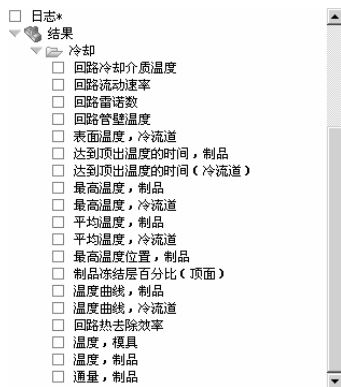 日志*
结果
冷却
回路冷却介质温度
回路流动速率
回路雷诺数
回路管壁温度
表面温度，冷流道
达到顶出温度的时间，制品
达到顶出温度的时间（冷流道）
最高温度，制品
最高温度，冷流道
平均温度，制品
平均温度，冷流道
最高温度位置，制品
制品冻结层百分比（顶面）
温度曲线，制品
温度曲线，冷流道
回路热去除效率
温度，模具
温度，制品
通量，制品